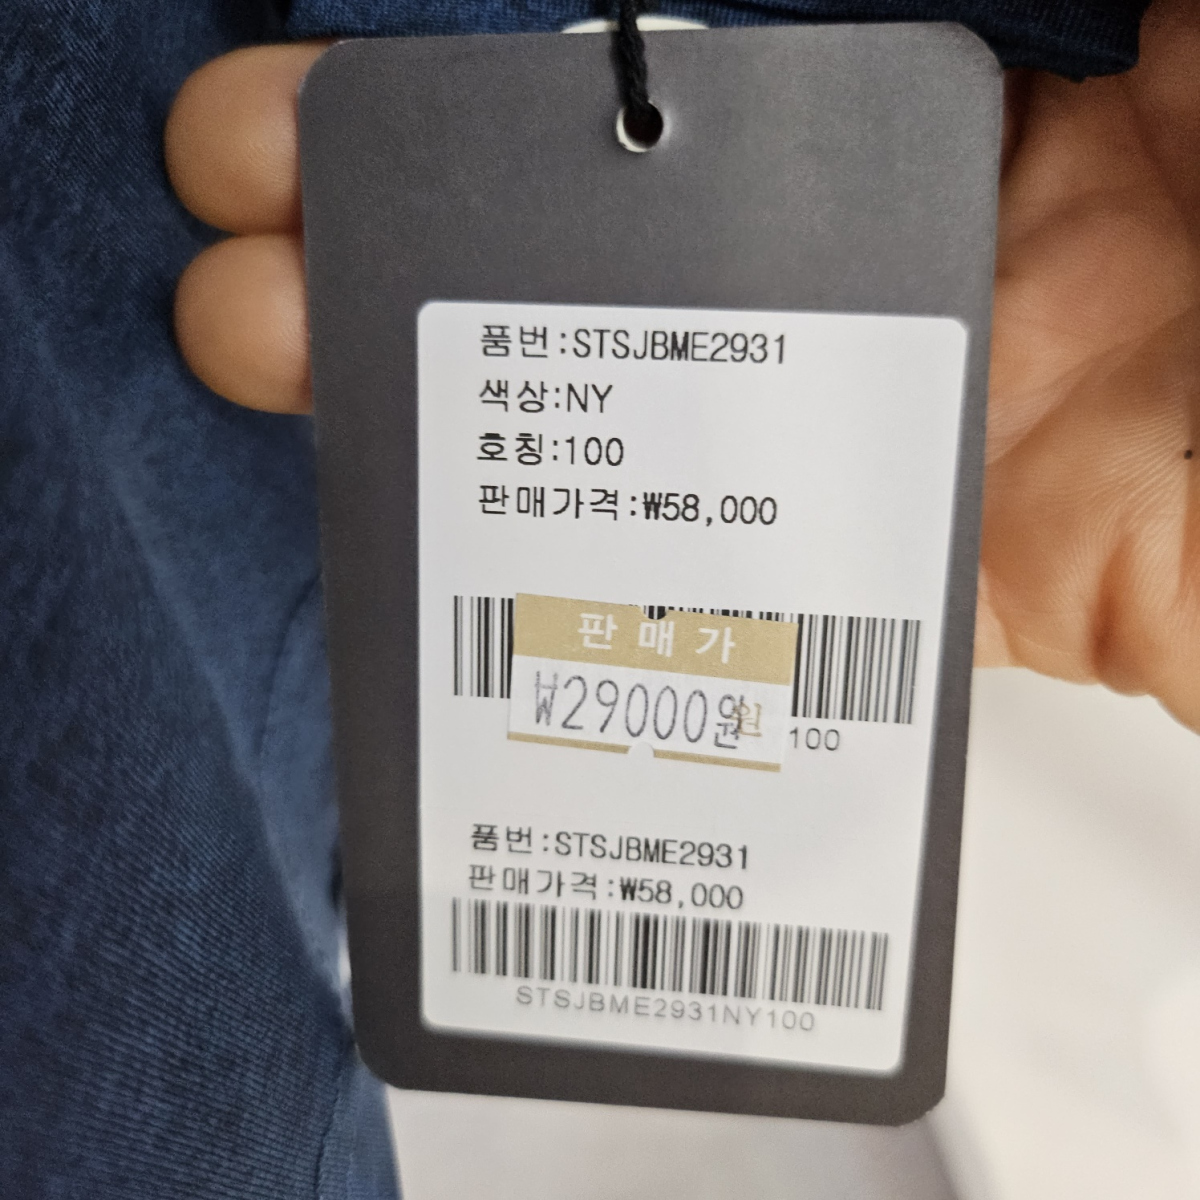 품번:STSJBME2931
색상:NY
호칭:100
판매가격:₩58,000
판매가
₩29000원 원
100
품번:STSJBME2931
판매가격:₩58,000
STSJBME2931NY100